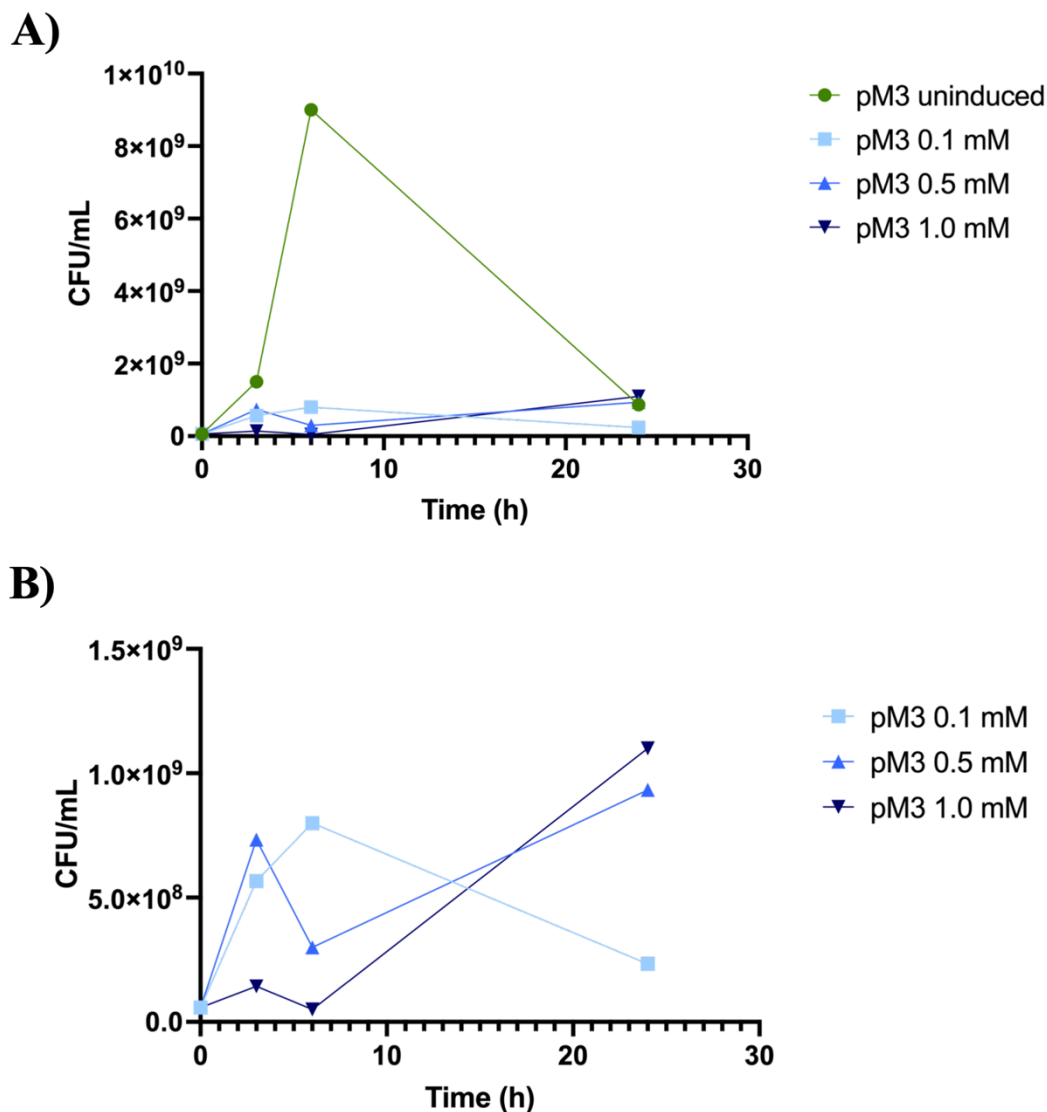 A)
1×10¹⁰
8×10⁹
6×10⁹
4×10⁹
2×10⁹
0
CFU/mL
0 10 20 30
Time (h)
pM3 uninduced
pM3 0.1 mM
pM3 0.5 mM
pM3 1.0 mM
B)
1.5×10⁹
1.0×10⁹
5.0×10⁸
0.0
CFU/mL
0 10 20 30
Time (h)
pM3 0.1 mM
pM3 0.5 mM
pM3 1.0 mM